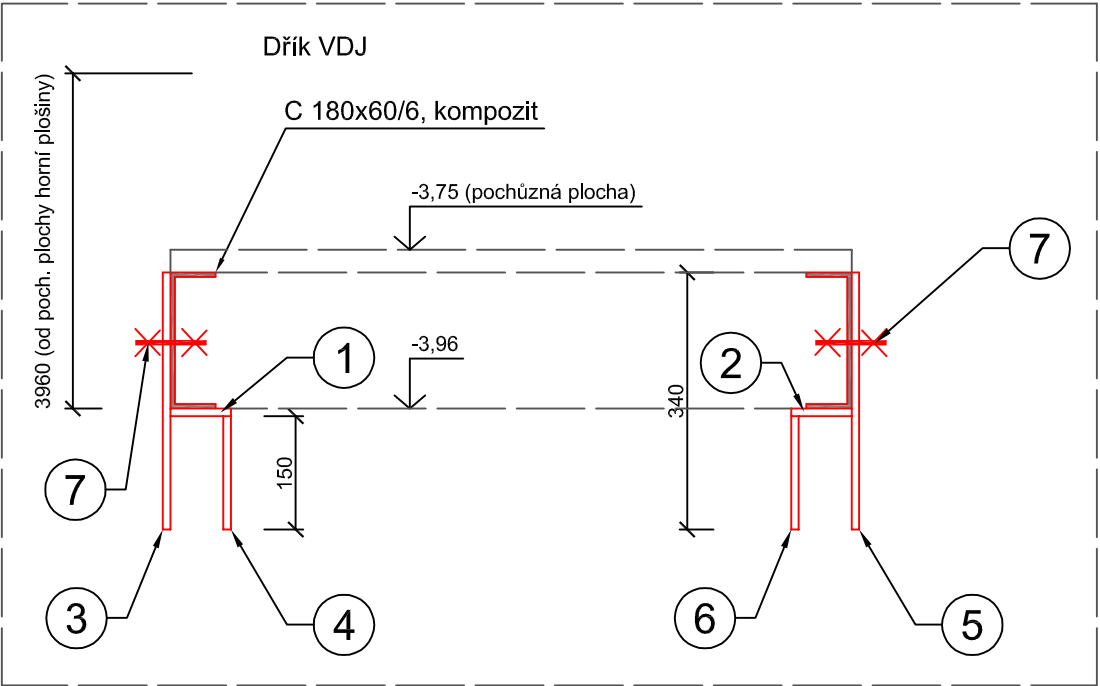 Dřík VDJ
3960 (od poch. plochy horní plošiny)
C 180x60/6, kompozit
-3,75 (pochůzná plocha)
7
1
-3,96
2
340
150
7
3
4
6
5